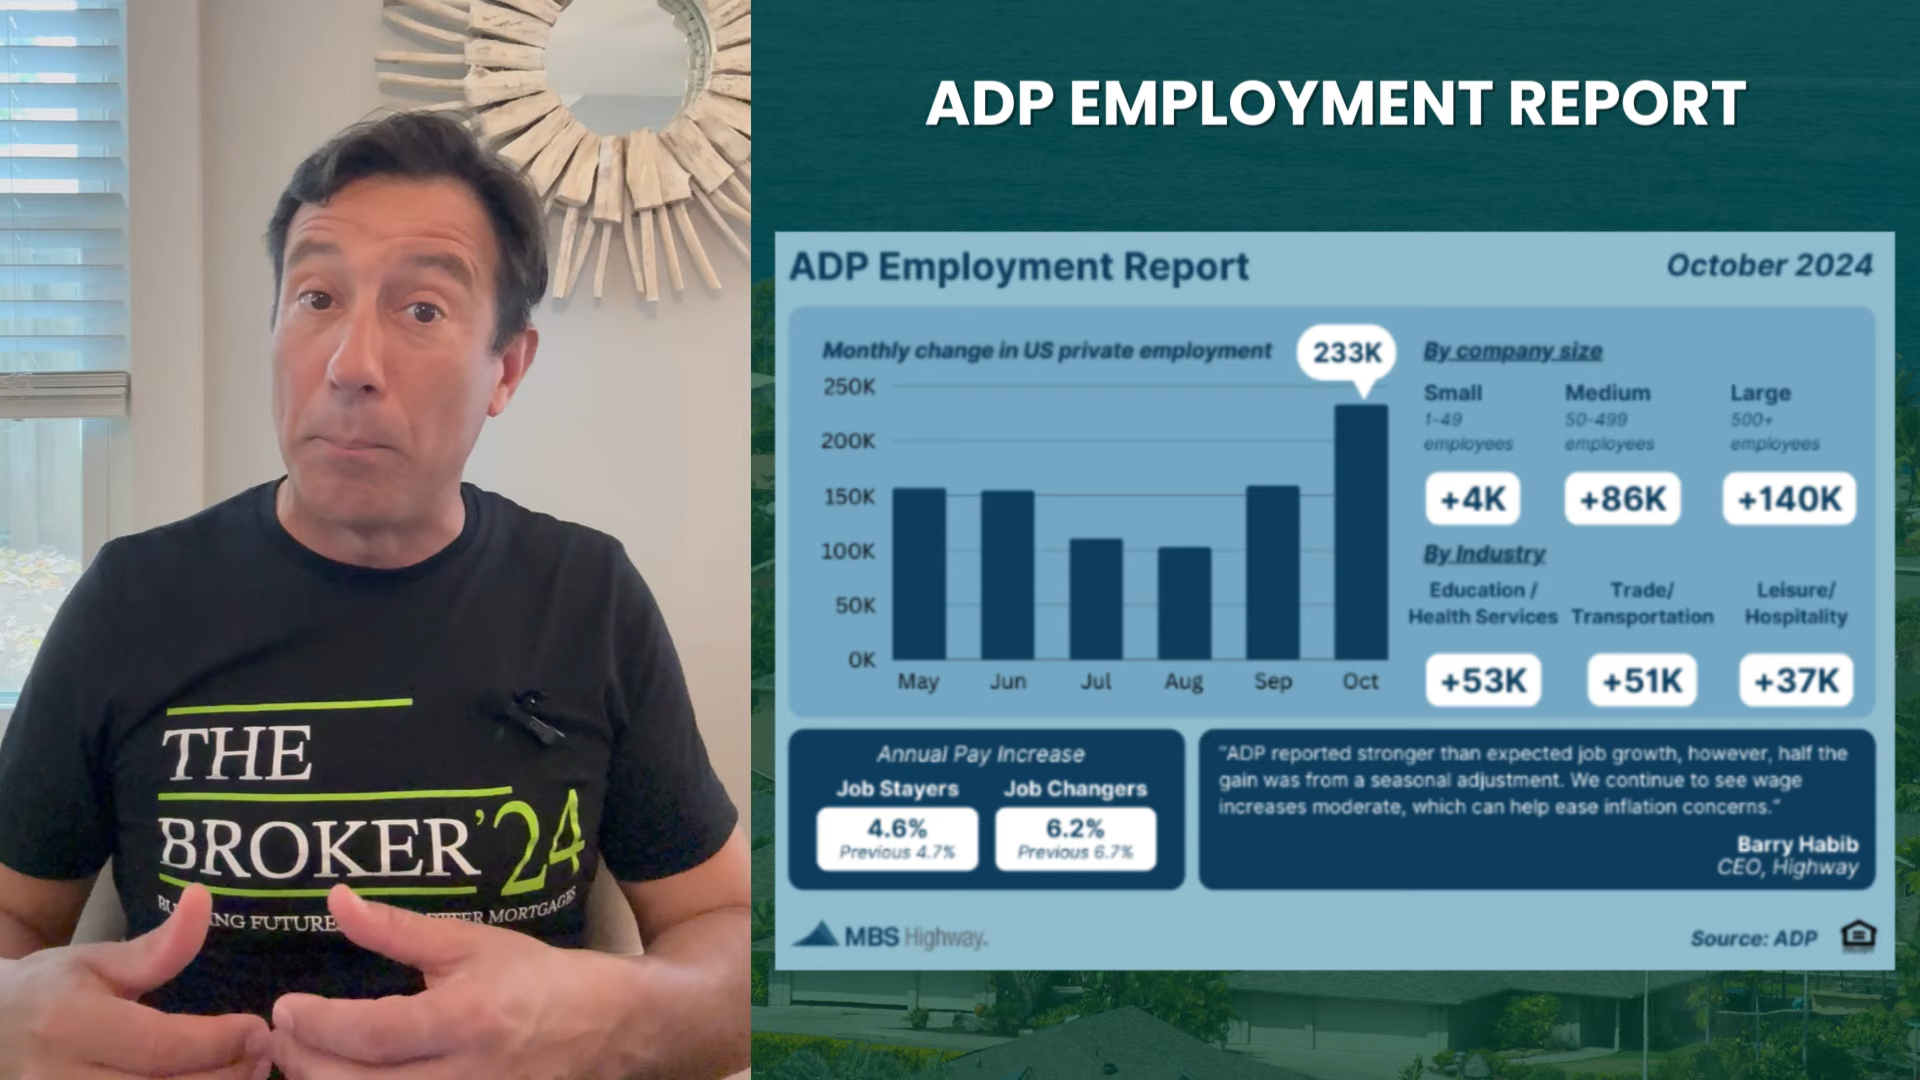 THE
BROKER'24
NG FUTURE
MORTGAGES
ADP EMPLOYMENT REPORT
ADP Employment Report
October 2024
Monthly change in US private employment
233K
250K
200K
150K
100K
50K
0K
May Jun Jul Aug Sep Oct
By company size
Small Medium Large
1-49 50-499 500+
employees employees employees
+4K +86K +140K
By Industry
Education / Trade/ Leisure/
Health Services Transportation Hospitality
+53K +51K +37K
Annual Pay Increase
Job Stayers Job Changers
4.6% 6.2%
Previous 4.7% Previous 6.7%
"ADP reported stronger than expected job growth, however, half the
gain was from a seasonal adjustment. We continue to see wage
increases moderate, which can help ease inflation concerns."
Barry Habib
CEO, Highway
MBS Highway.
Source: ADP